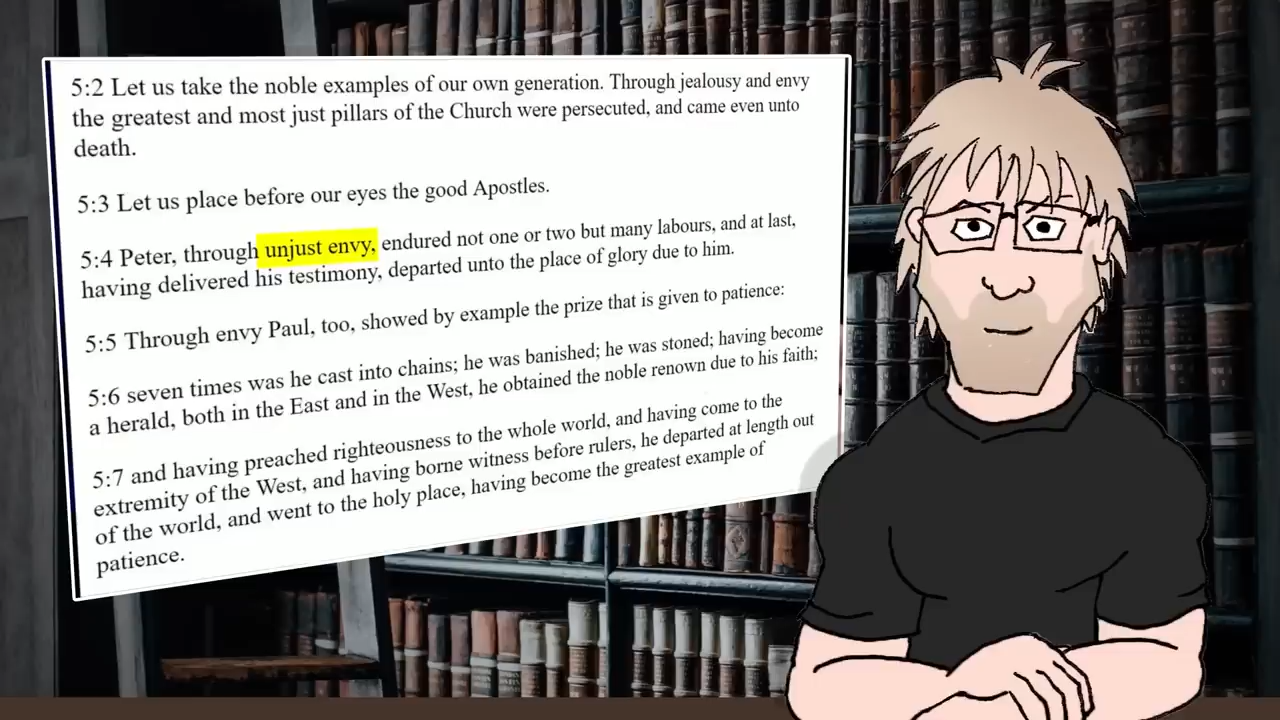 5:2 Let us take the noble examples of our own generation. Through jealousy and envy
the greatest and most just pillars of the Church were persecuted, and came even unto
death.
5:3 Let us place before our eyes the good Apostles.
5:4 Peter, through unjust envy, endured not one or two but many labours, and at last,
having delivered his testimony, departed unto the place of glory due to him.
5:5 Through envy Paul, too, showed by example the prize that is given to patience:
5:6 seven times was he cast into chains; he was banished; he was stoned; having become
a herald, both in the East and in the West, he obtained the noble renown due to his faith;
5:7 and having preached righteousness to the whole world, and having come to the
extremity of the West, and having borne witness before rulers, he departed at length out
of the world, and went to the holy place, having become the greatest example of
patience.